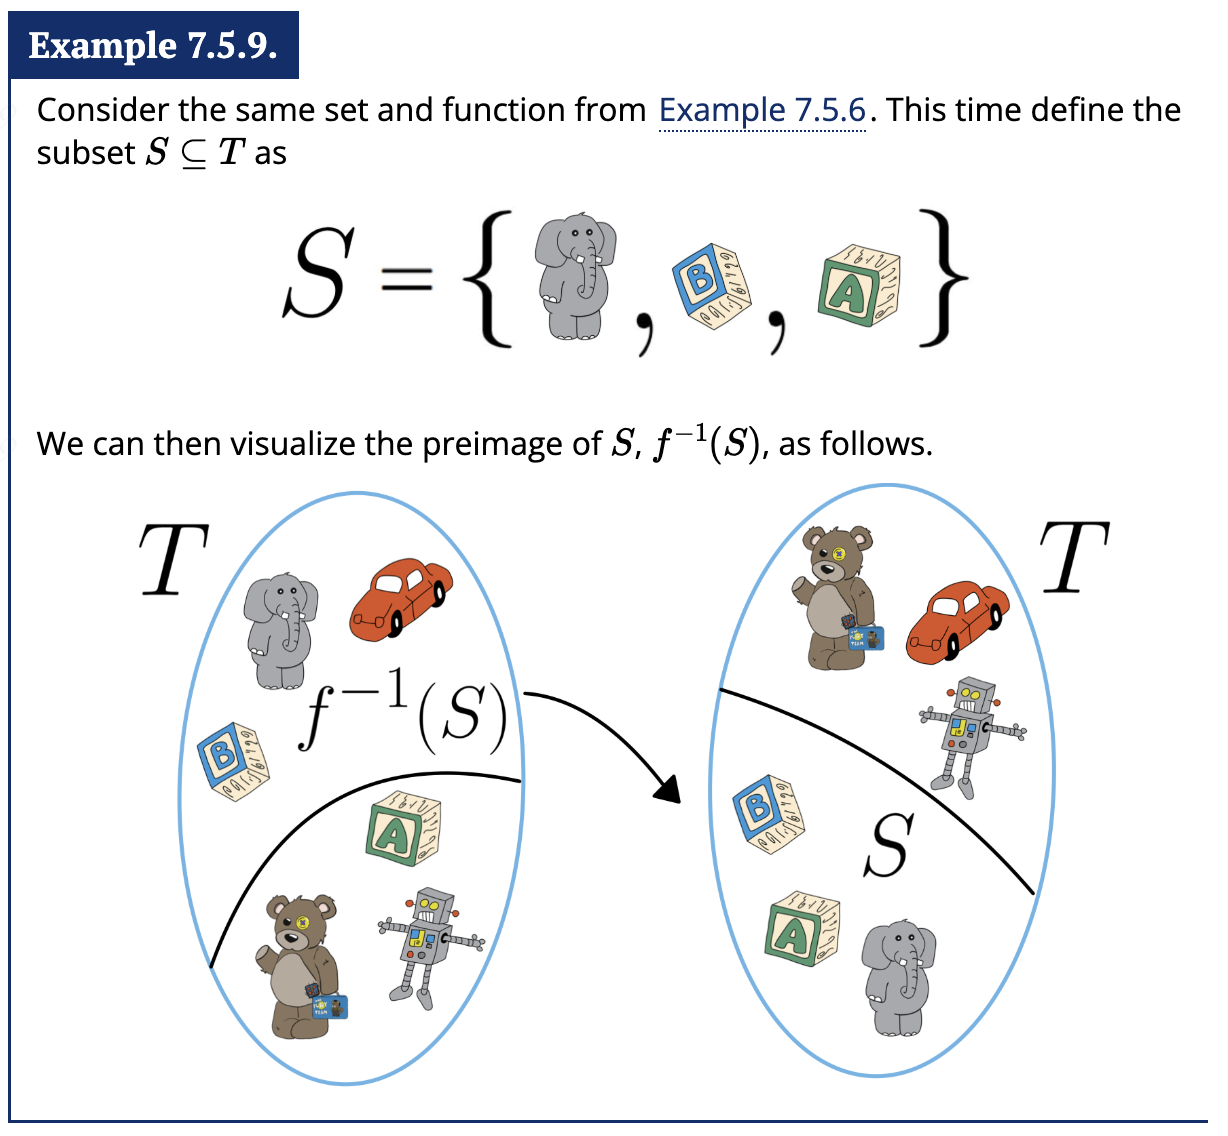 Example 7.5.9.
Consider the same set and function from Example 7.5.6. This time define the
subset S ⊆ T as
S = { , B , A }
We can then visualize the preimage of S, f⁻¹(S), as follows.
T
f⁻¹(S)
B
A
T
B
S
A